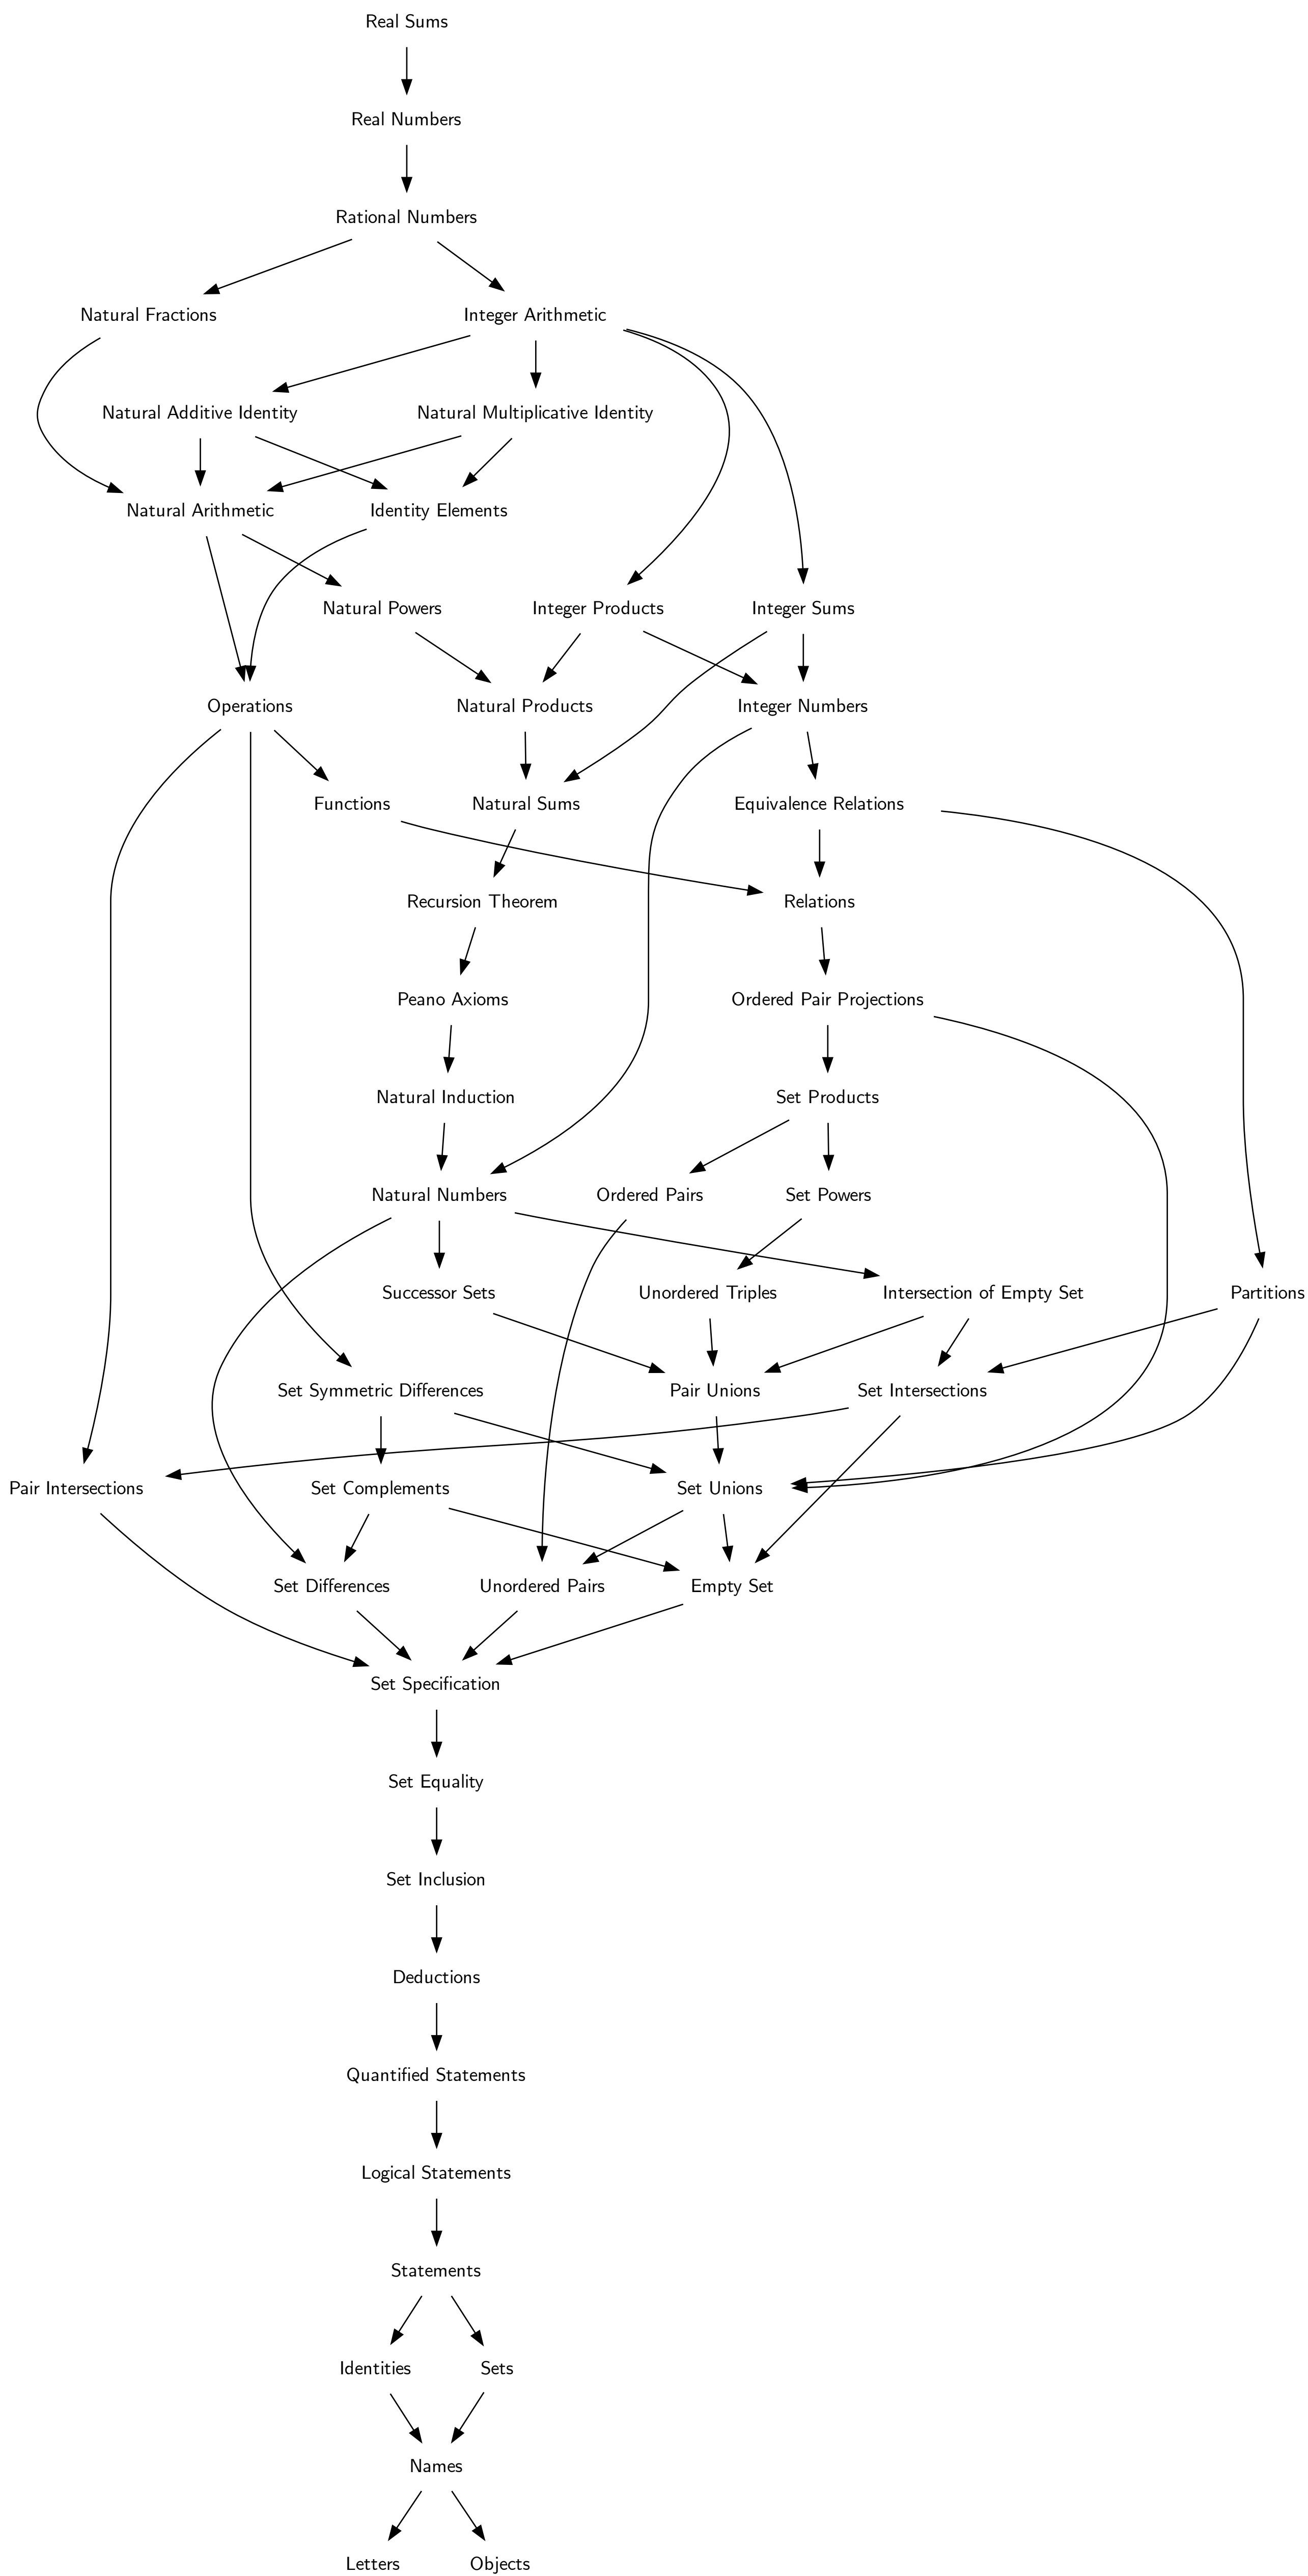 Real Sums
Real Numbers
Rational Numbers
Natural Fractions
Integer Arithmetic
Natural Additive Identity
Natural Multiplicative Identity
Natural Arithmetic
Identity Elements
Natural Powers
Integer Products
Integer Sums
Operations
Natural Products
Integer Numbers
Functions
Natural Sums
Equivalence Relations
Recursion Theorem
Relations
Peano Axioms
Ordered Pair Projections
Natural Induction
Set Products
Natural Numbers
Ordered Pairs
Set Powers
Successor Sets
Unordered Triples
Intersection of Empty Set
Partitions
Set Symmetric Differences
Pair Unions
Set Intersections
Pair Intersections
Set Complements
Set Unions
Set Differences
Unordered Pairs
Empty Set
Set Specification
Set Equality
Set Inclusion
Deductions
Quantified Statements
Logical Statements
Statements
Identities
Sets
Names
Letters
Objects